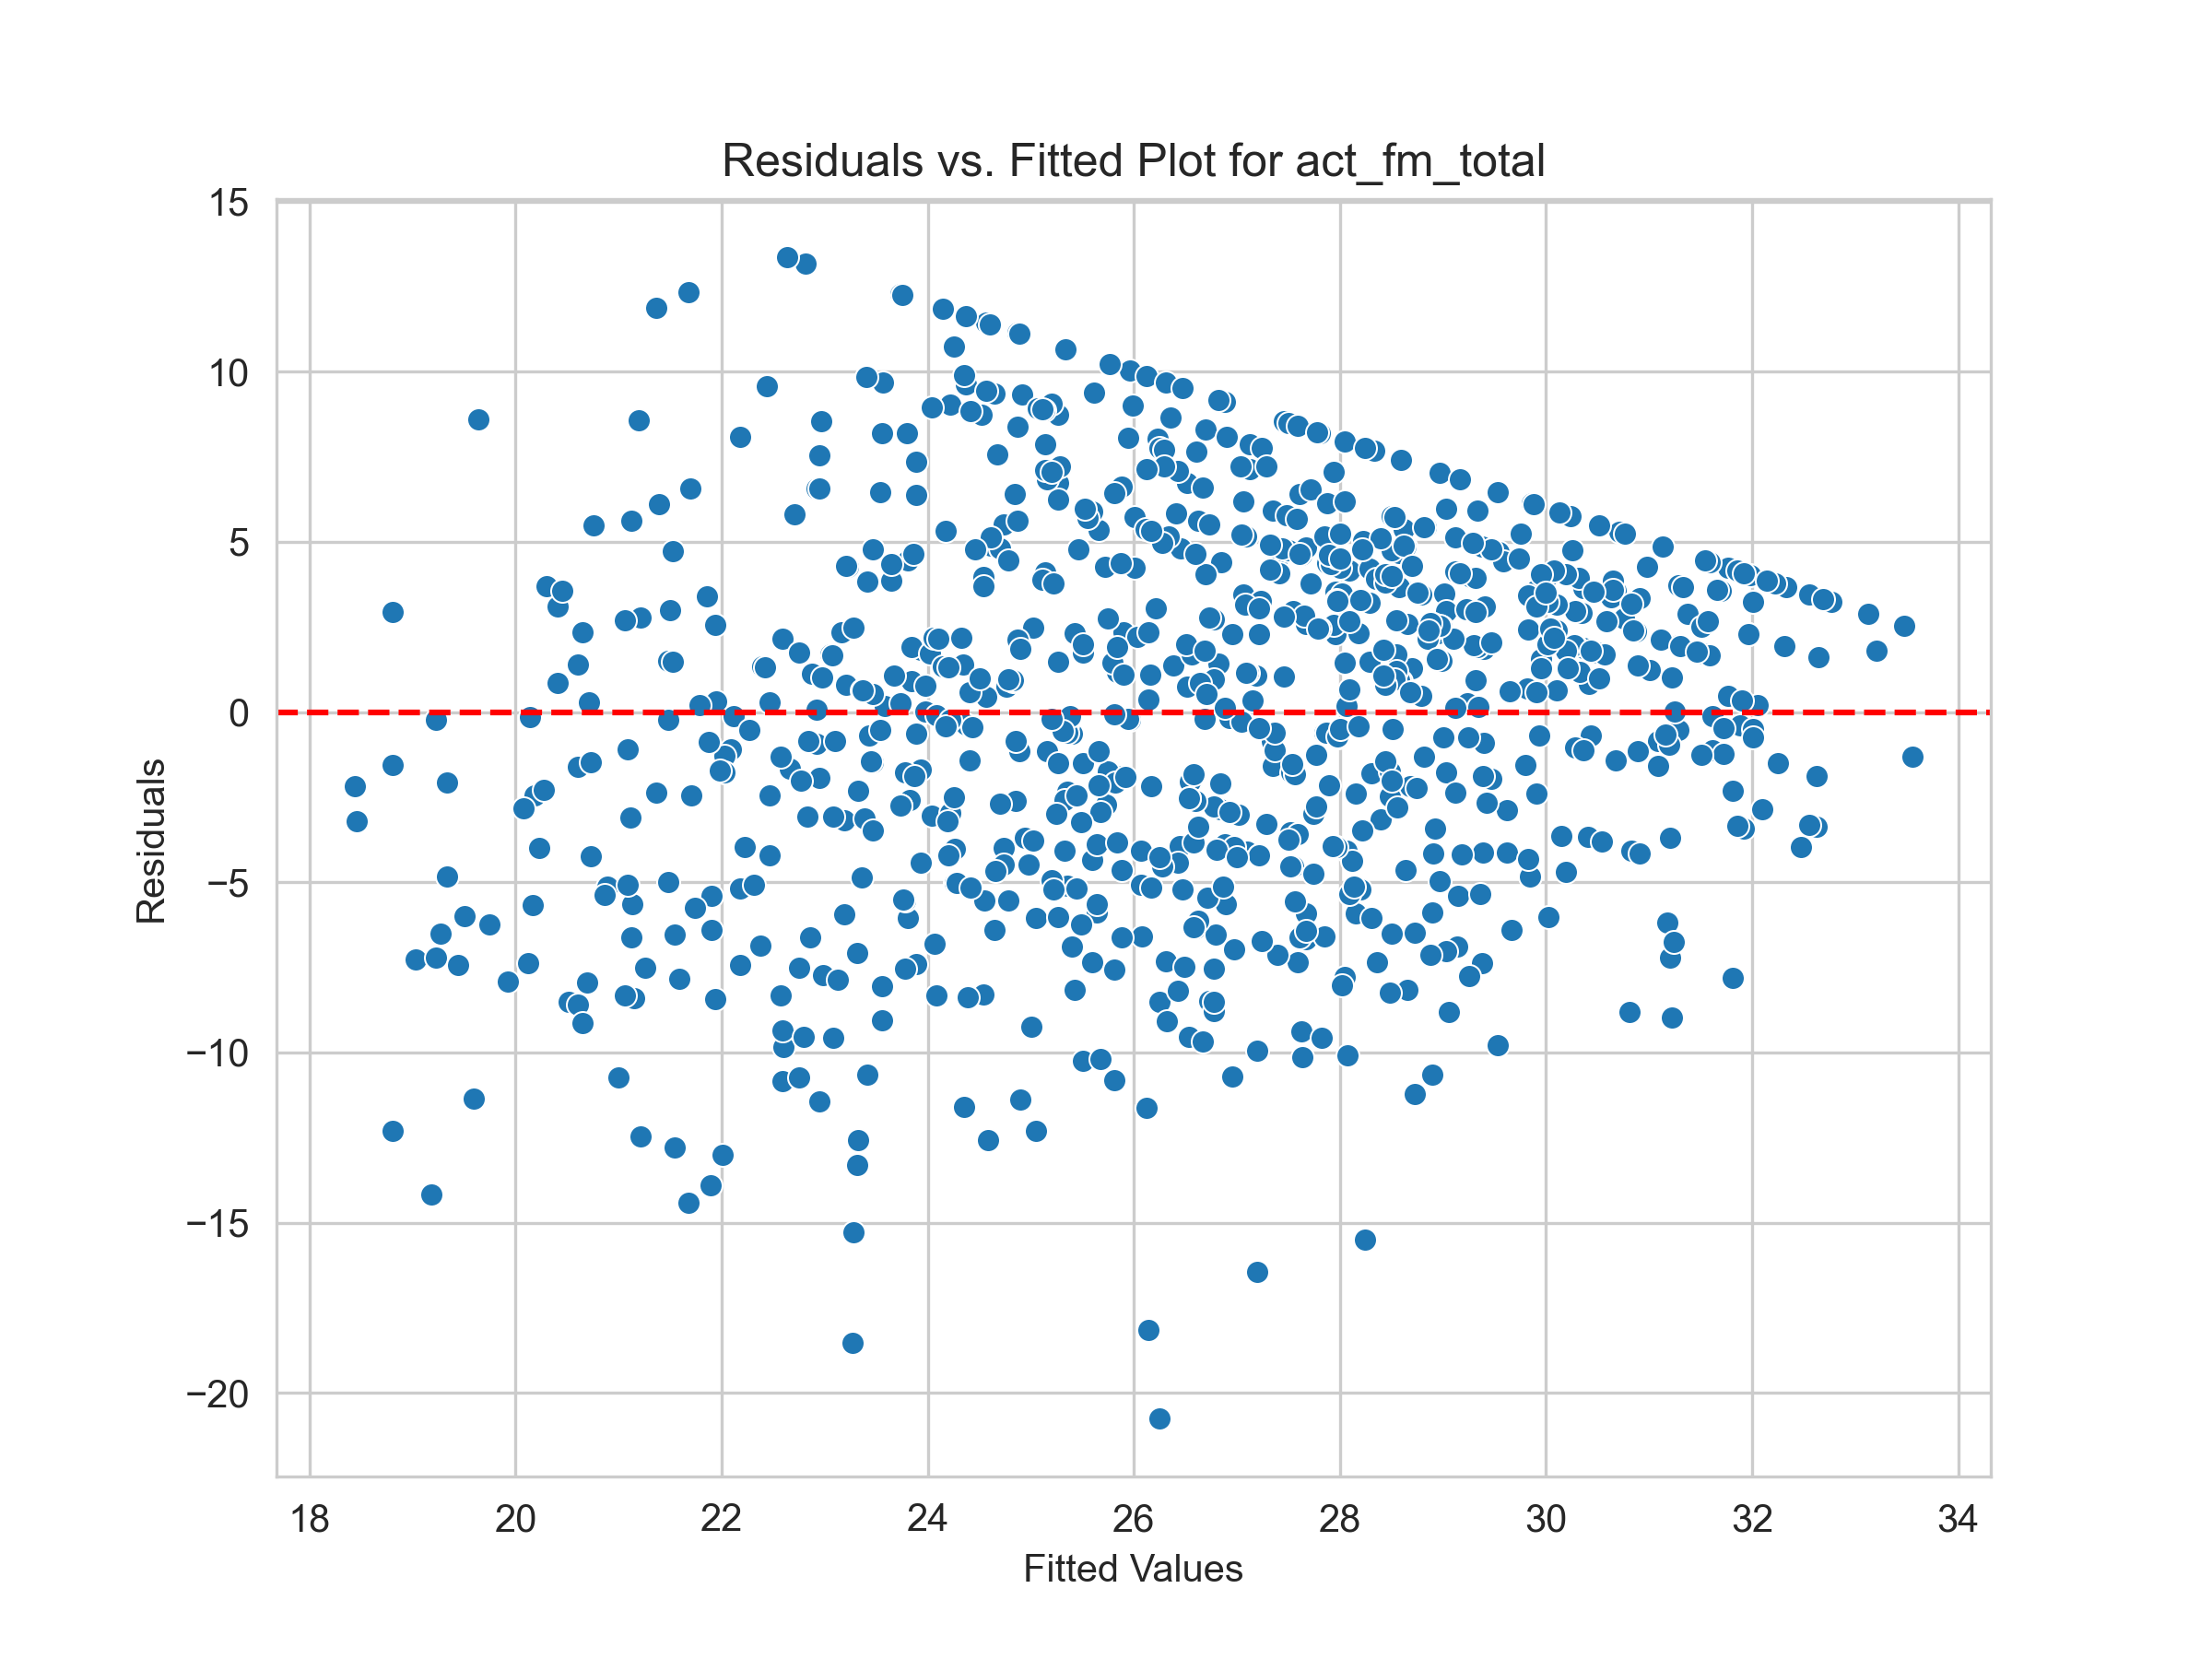 Residuals vs. Fitted Plot for act_fm_total
15
10
5
0
−5
−10
−15
−20
Residuals
18 20 22 24 26 28 30 32 34
Fitted Values